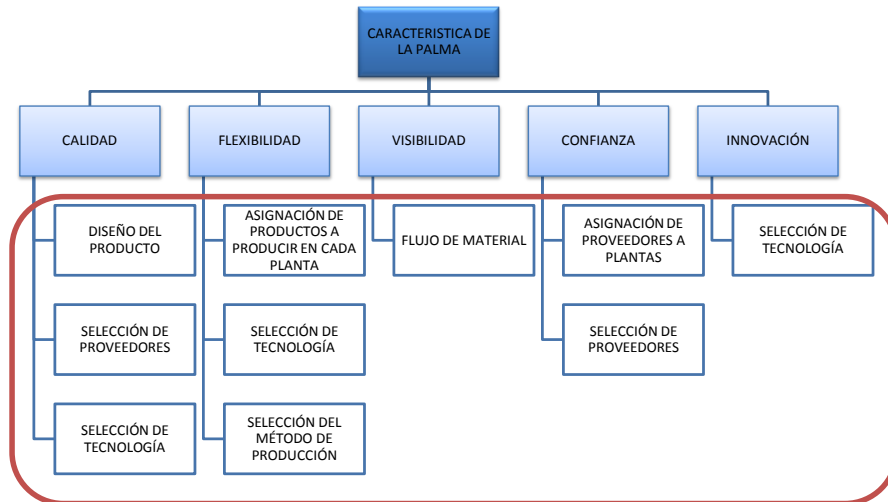 CARACTERISTICA DE
LA PALMA
CALIDAD
FLEXIBILIDAD
VISIBILIDAD
CONFIANZA
INNOVACIÓN
DISEÑO DEL
PRODUCTO
ASIGNACIÓN DE
PRODUCTOS A
PRODUCIR EN CADA
PLANTA
FLUJO DE MATERIAL
ASIGNACIÓN DE
PROVEEDORES A
PLANTAS
SELECCIÓN DE
TECNOLOGÍA
SELECCIÓN DE
PROVEEDORES
SELECCIÓN DE
TECNOLOGÍA
SELECCIÓN DE
PROVEEDORES
SELECCIÓN DE
TECNOLOGÍA
SELECCIÓN DEL
MÉTODO DE
PRODUCCIÓN